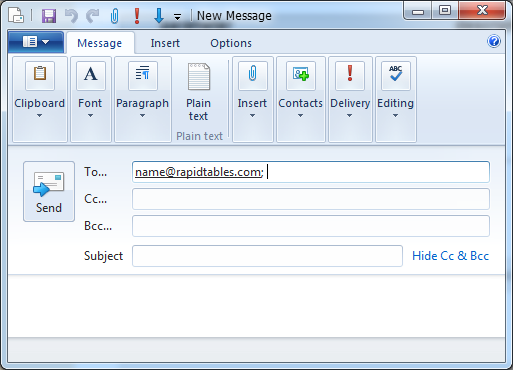 New Message
Message Insert Options
Clipboard Font Paragraph Plain text Insert Contacts Delivery Editing
Plain text
To... name@rapidtables.com;
Send Cc...
Bcc...
Subject Hide Cc & Bcc